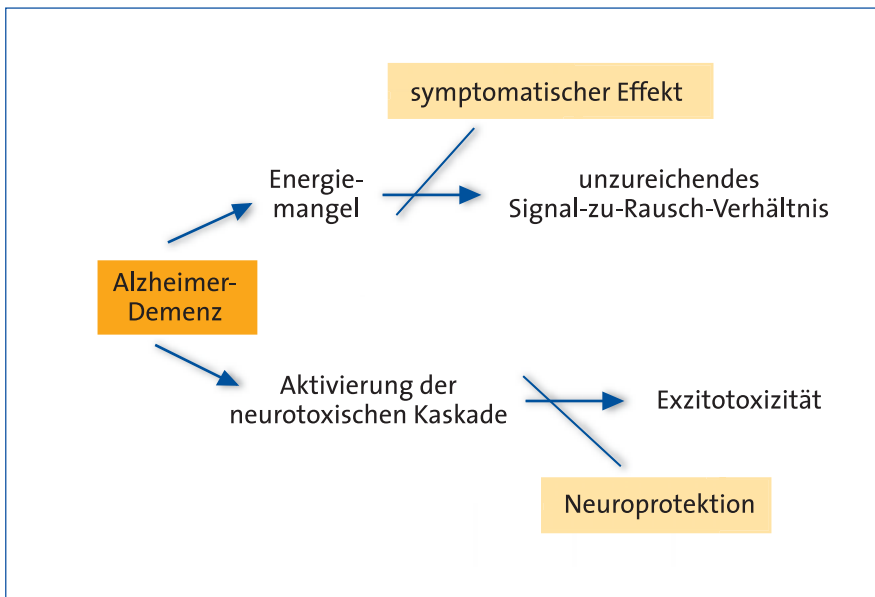 symptomatischer Effekt
Energie-
mangel
unzureichendes
Signal-zu-Rausch-Verhältnis
Alzheimer-
Demenz
Aktivierung der
neurotoxischen Kaskade
Exzitotoxizität
Neuroprotektion